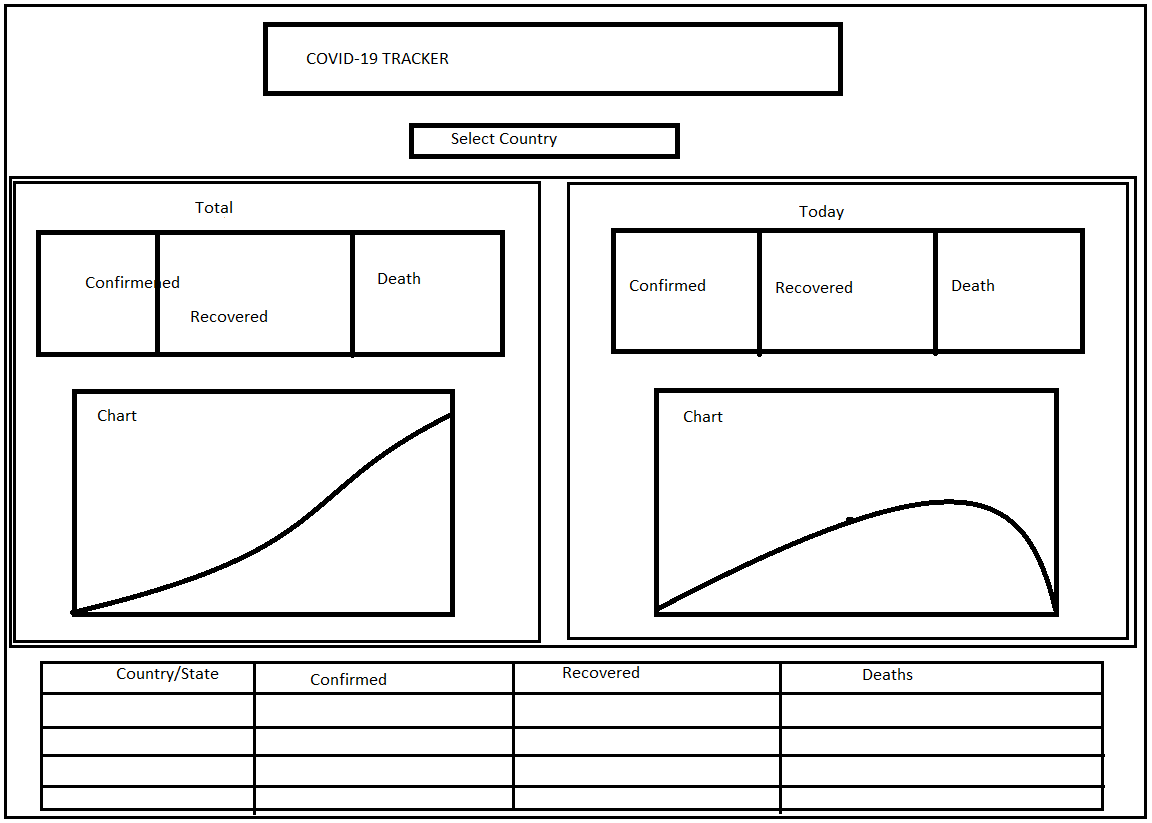 COVID-19 TRACKER
Select Country
Total
Confirmened
Recovered
Death
Chart
Today
Confirmed
Recovered
Death
Chart
Country/State
Confirmed
Recovered
Deaths